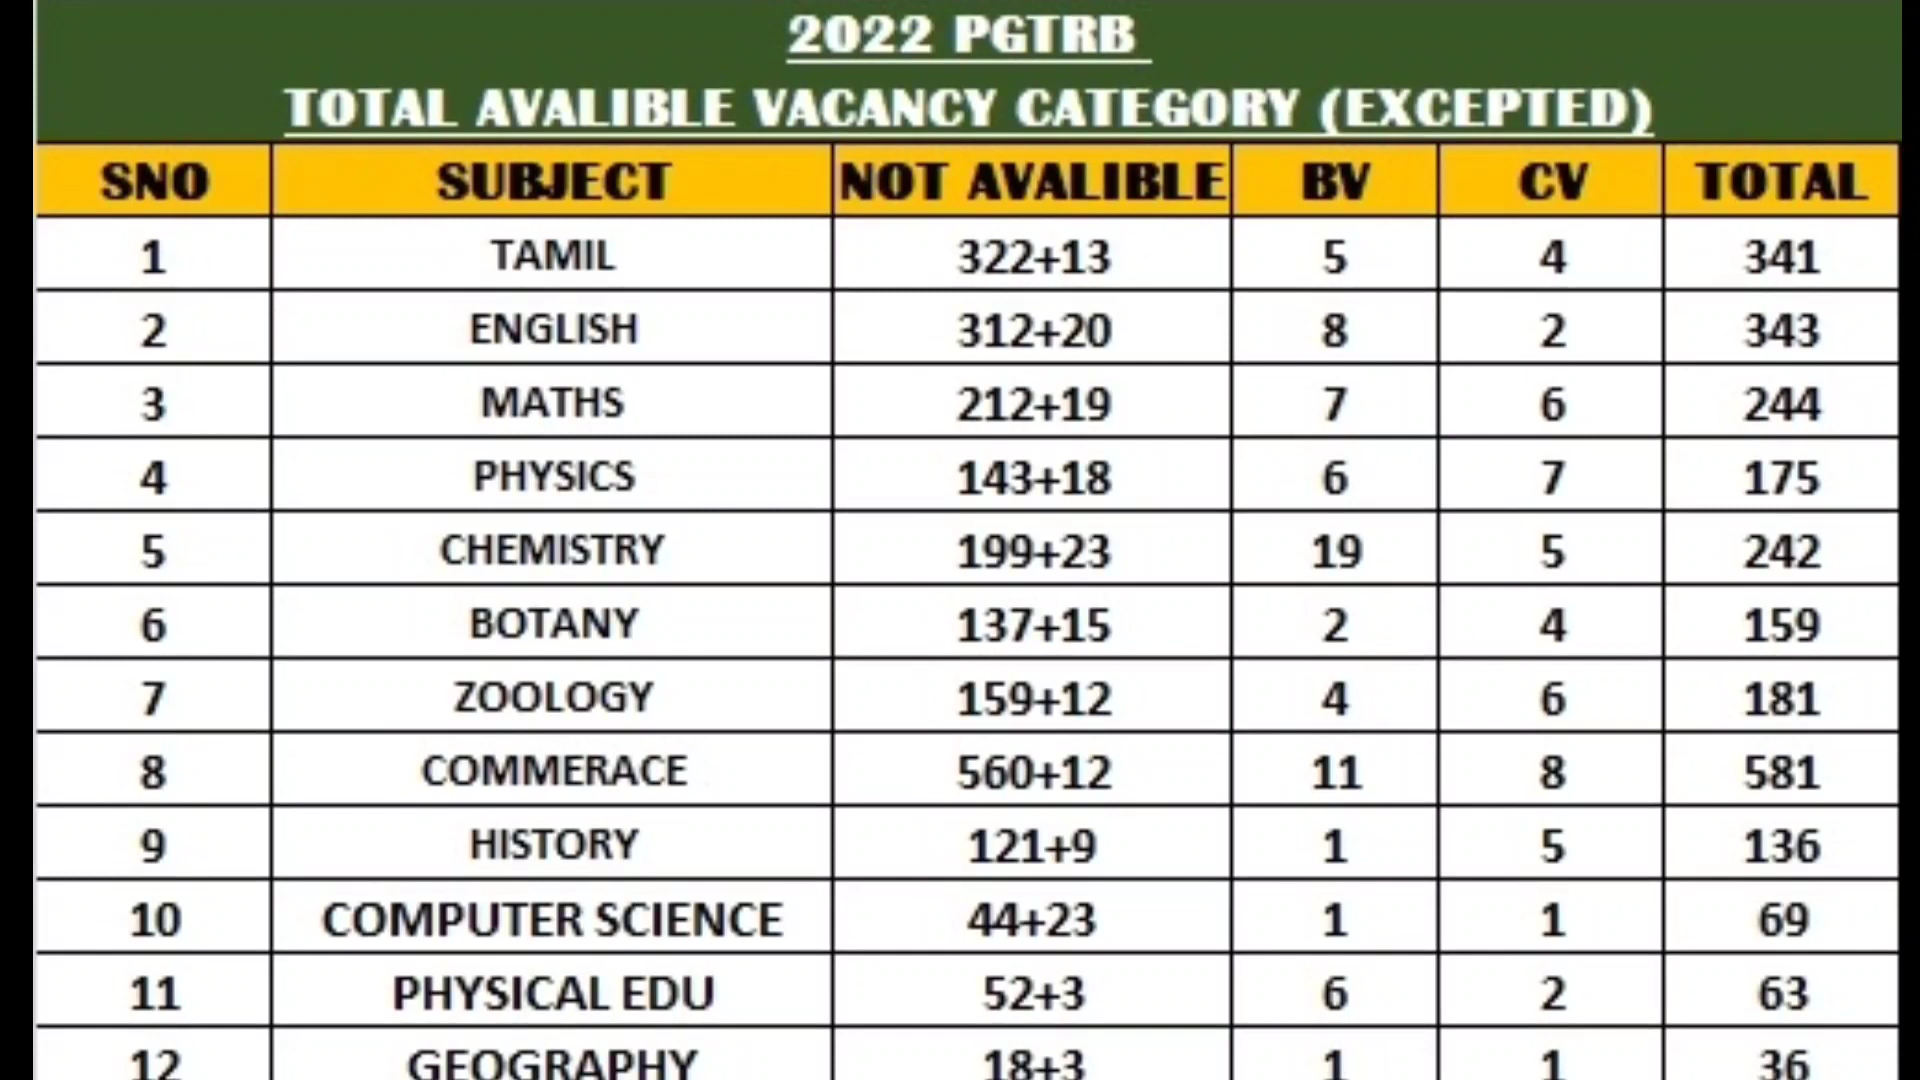 2022 PGTRB
TOTAL AVALIBLE VACANCY CATEGORY (EXCEPTED)
SNO SUBJECT NOT AVALIBLE BV CV TOTAL
1 TAMIL 322+13 5 4 341
2 ENGLISH 312+20 8 2 343
3 MATHS 212+19 7 6 244
4 PHYSICS 143+18 6 7 175
5 CHEMISTRY 199+23 19 5 242
6 BOTANY 137+15 2 4 159
7 ZOOLOGY 159+12 4 6 181
8 COMMERACE 560+12 11 8 581
9 HISTORY 121+9 1 5 136
10 COMPUTER SCIENCE 44+23 1 1 69
11 PHYSICAL EDU 52+3 6 2 63
12 GEOGRAPHY 18+3 1 1 36